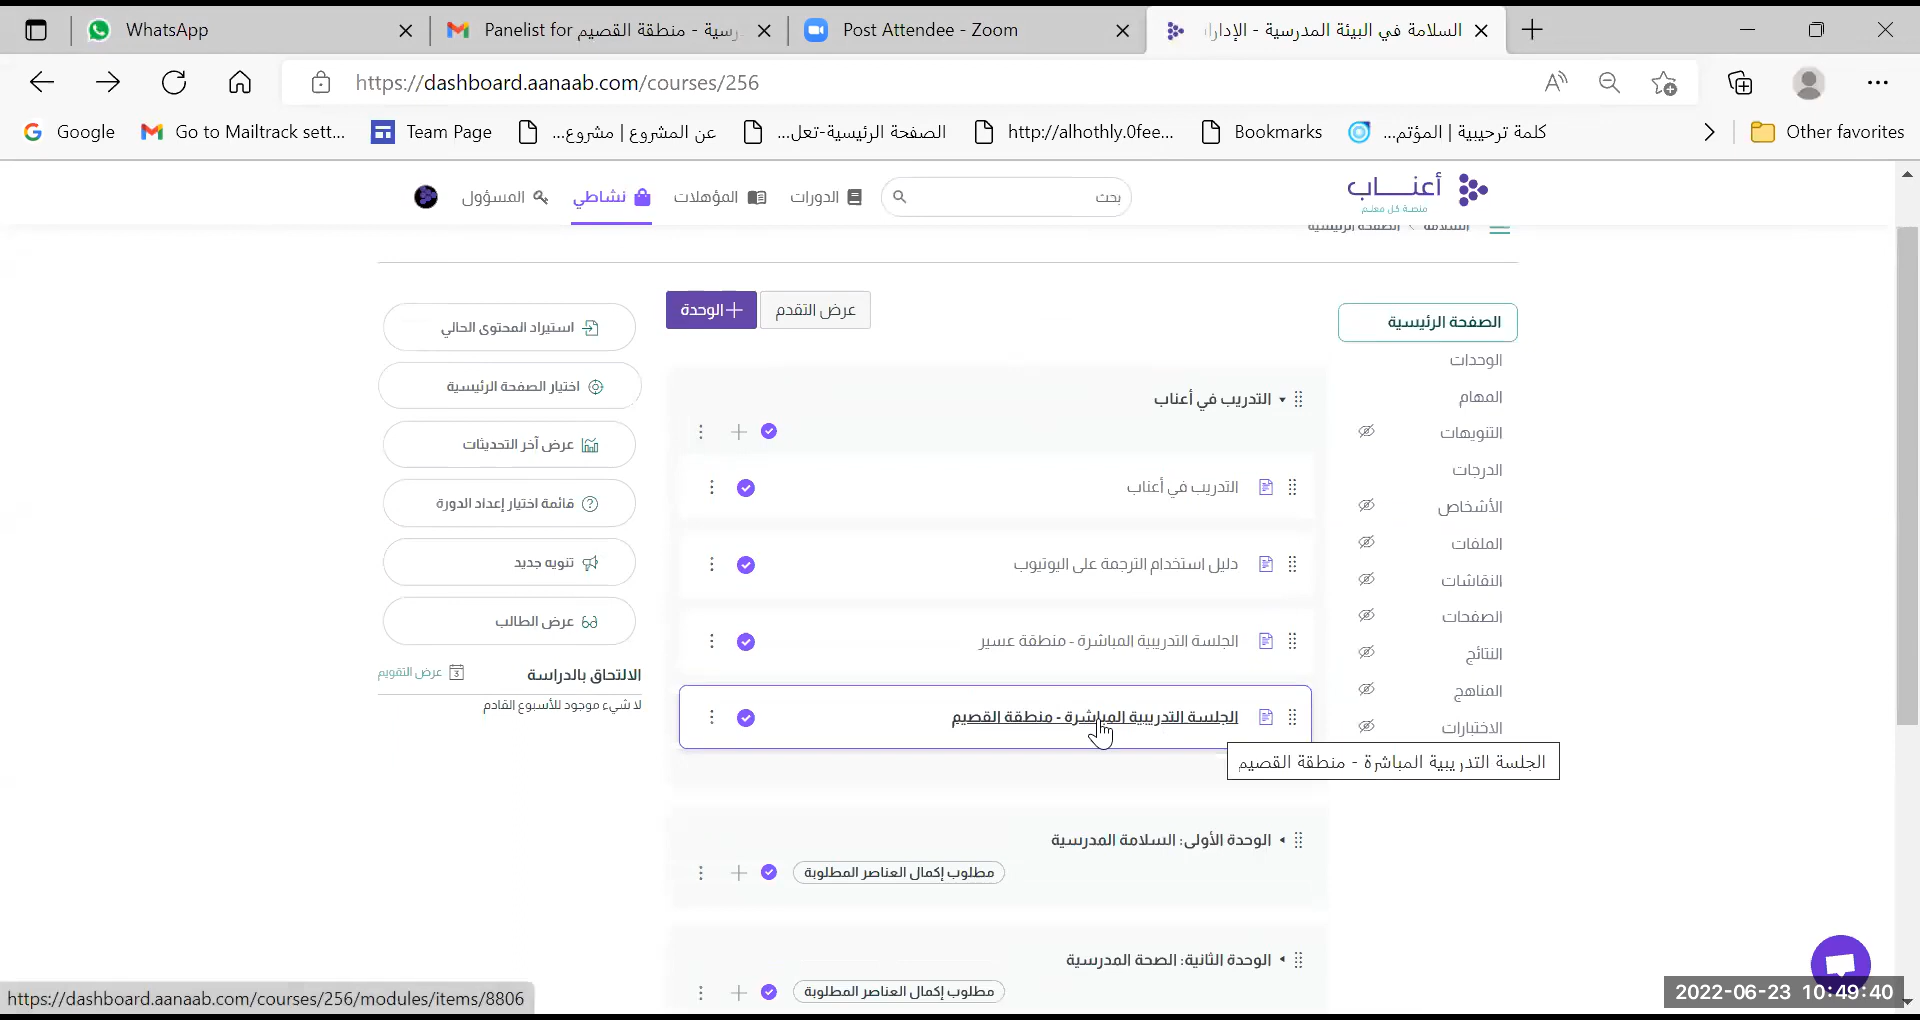 WhatsApp
Panelist for رسية - منطقة القصيم
Post Attendee - Zoom
السلامة في البيئة المدرسية - الإدارا
https://dashboard.aanaab.com/courses/256
Google
Go to Mailtrack sett...
Team Page
عن المشروع | مشروع...
الصفحة الرئيسية-تعل...
http://alhothly.0fee...
Bookmarks
كلمة ترحيبية | المؤتم...
Other favorites
أعناب
منصة كل معلم
بحث
الدورات
المؤهلات
نشاطي
المسؤول
السلامة > الصفحة الرئيسية
الصفحة الرئيسية
الوحدات
المهام
التنويهات
الدرجات
الأشخاص
الملفات
النقاشات
الصفحات
النتائج
المناهج
الاختبارات
عرض التقدم
+الوحدة
التدريب في أعناب
التدريب في أعناب
دليل استخدام الترجمة على اليوتيوب
الجلسة التدريبية المباشرة - منطقة عسير
الجلسة التدريبية المباشرة - منطقة القصيم
الجلسة التدريبية المباشرة - منطقة القصيم
الوحدة الأولى: السلامة المدرسية
مطلوب إكمال العناصر المطلوبة
الوحدة الثانية: الصحة المدرسية
مطلوب إكمال العناصر المطلوبة
استيراد المحتوى الحالي
اختيار الصفحة الرئيسية
عرض آخر التحديثات
قائمة اختيار إعداد الدورة
تنويه جديد
عرض الطالب
الالتحاق بالدراسة
عرض التقويم
لا شيء موجود للأسبوع القادم
https://dashboard.aanaab.com/courses/256/modules/items/8806
2022-06-23 10:49:40